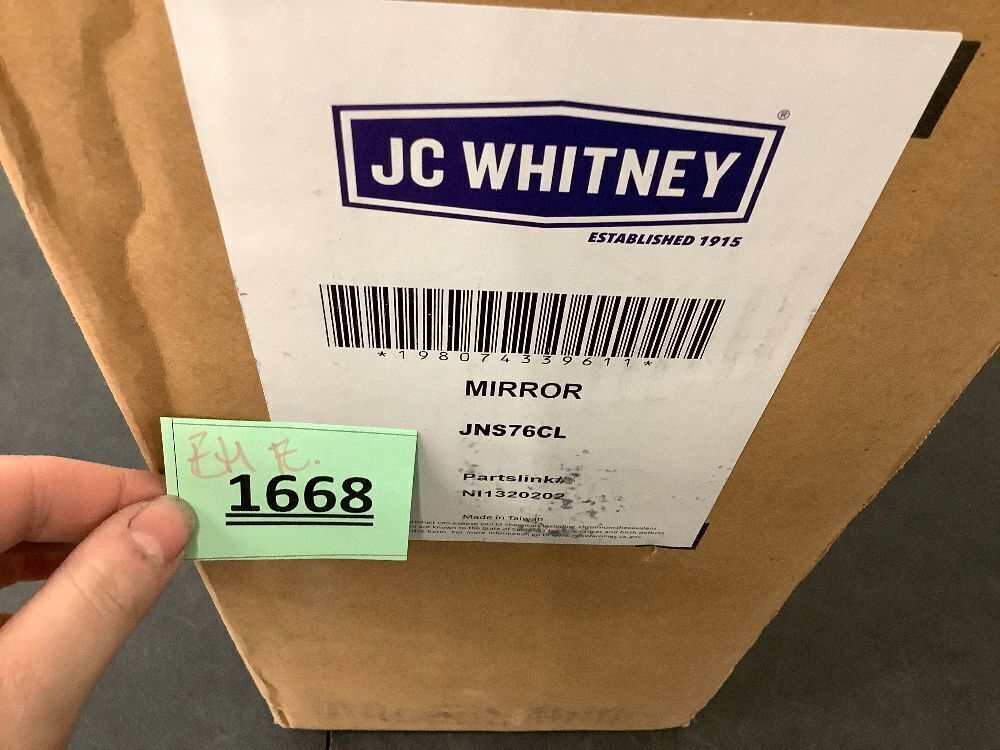 JC WHITNEY
®
ESTABLISHED 1915
*198074339611*
MIRROR
JNS76CL
Partslink#
NI1320202
Made in Taiwan
1668